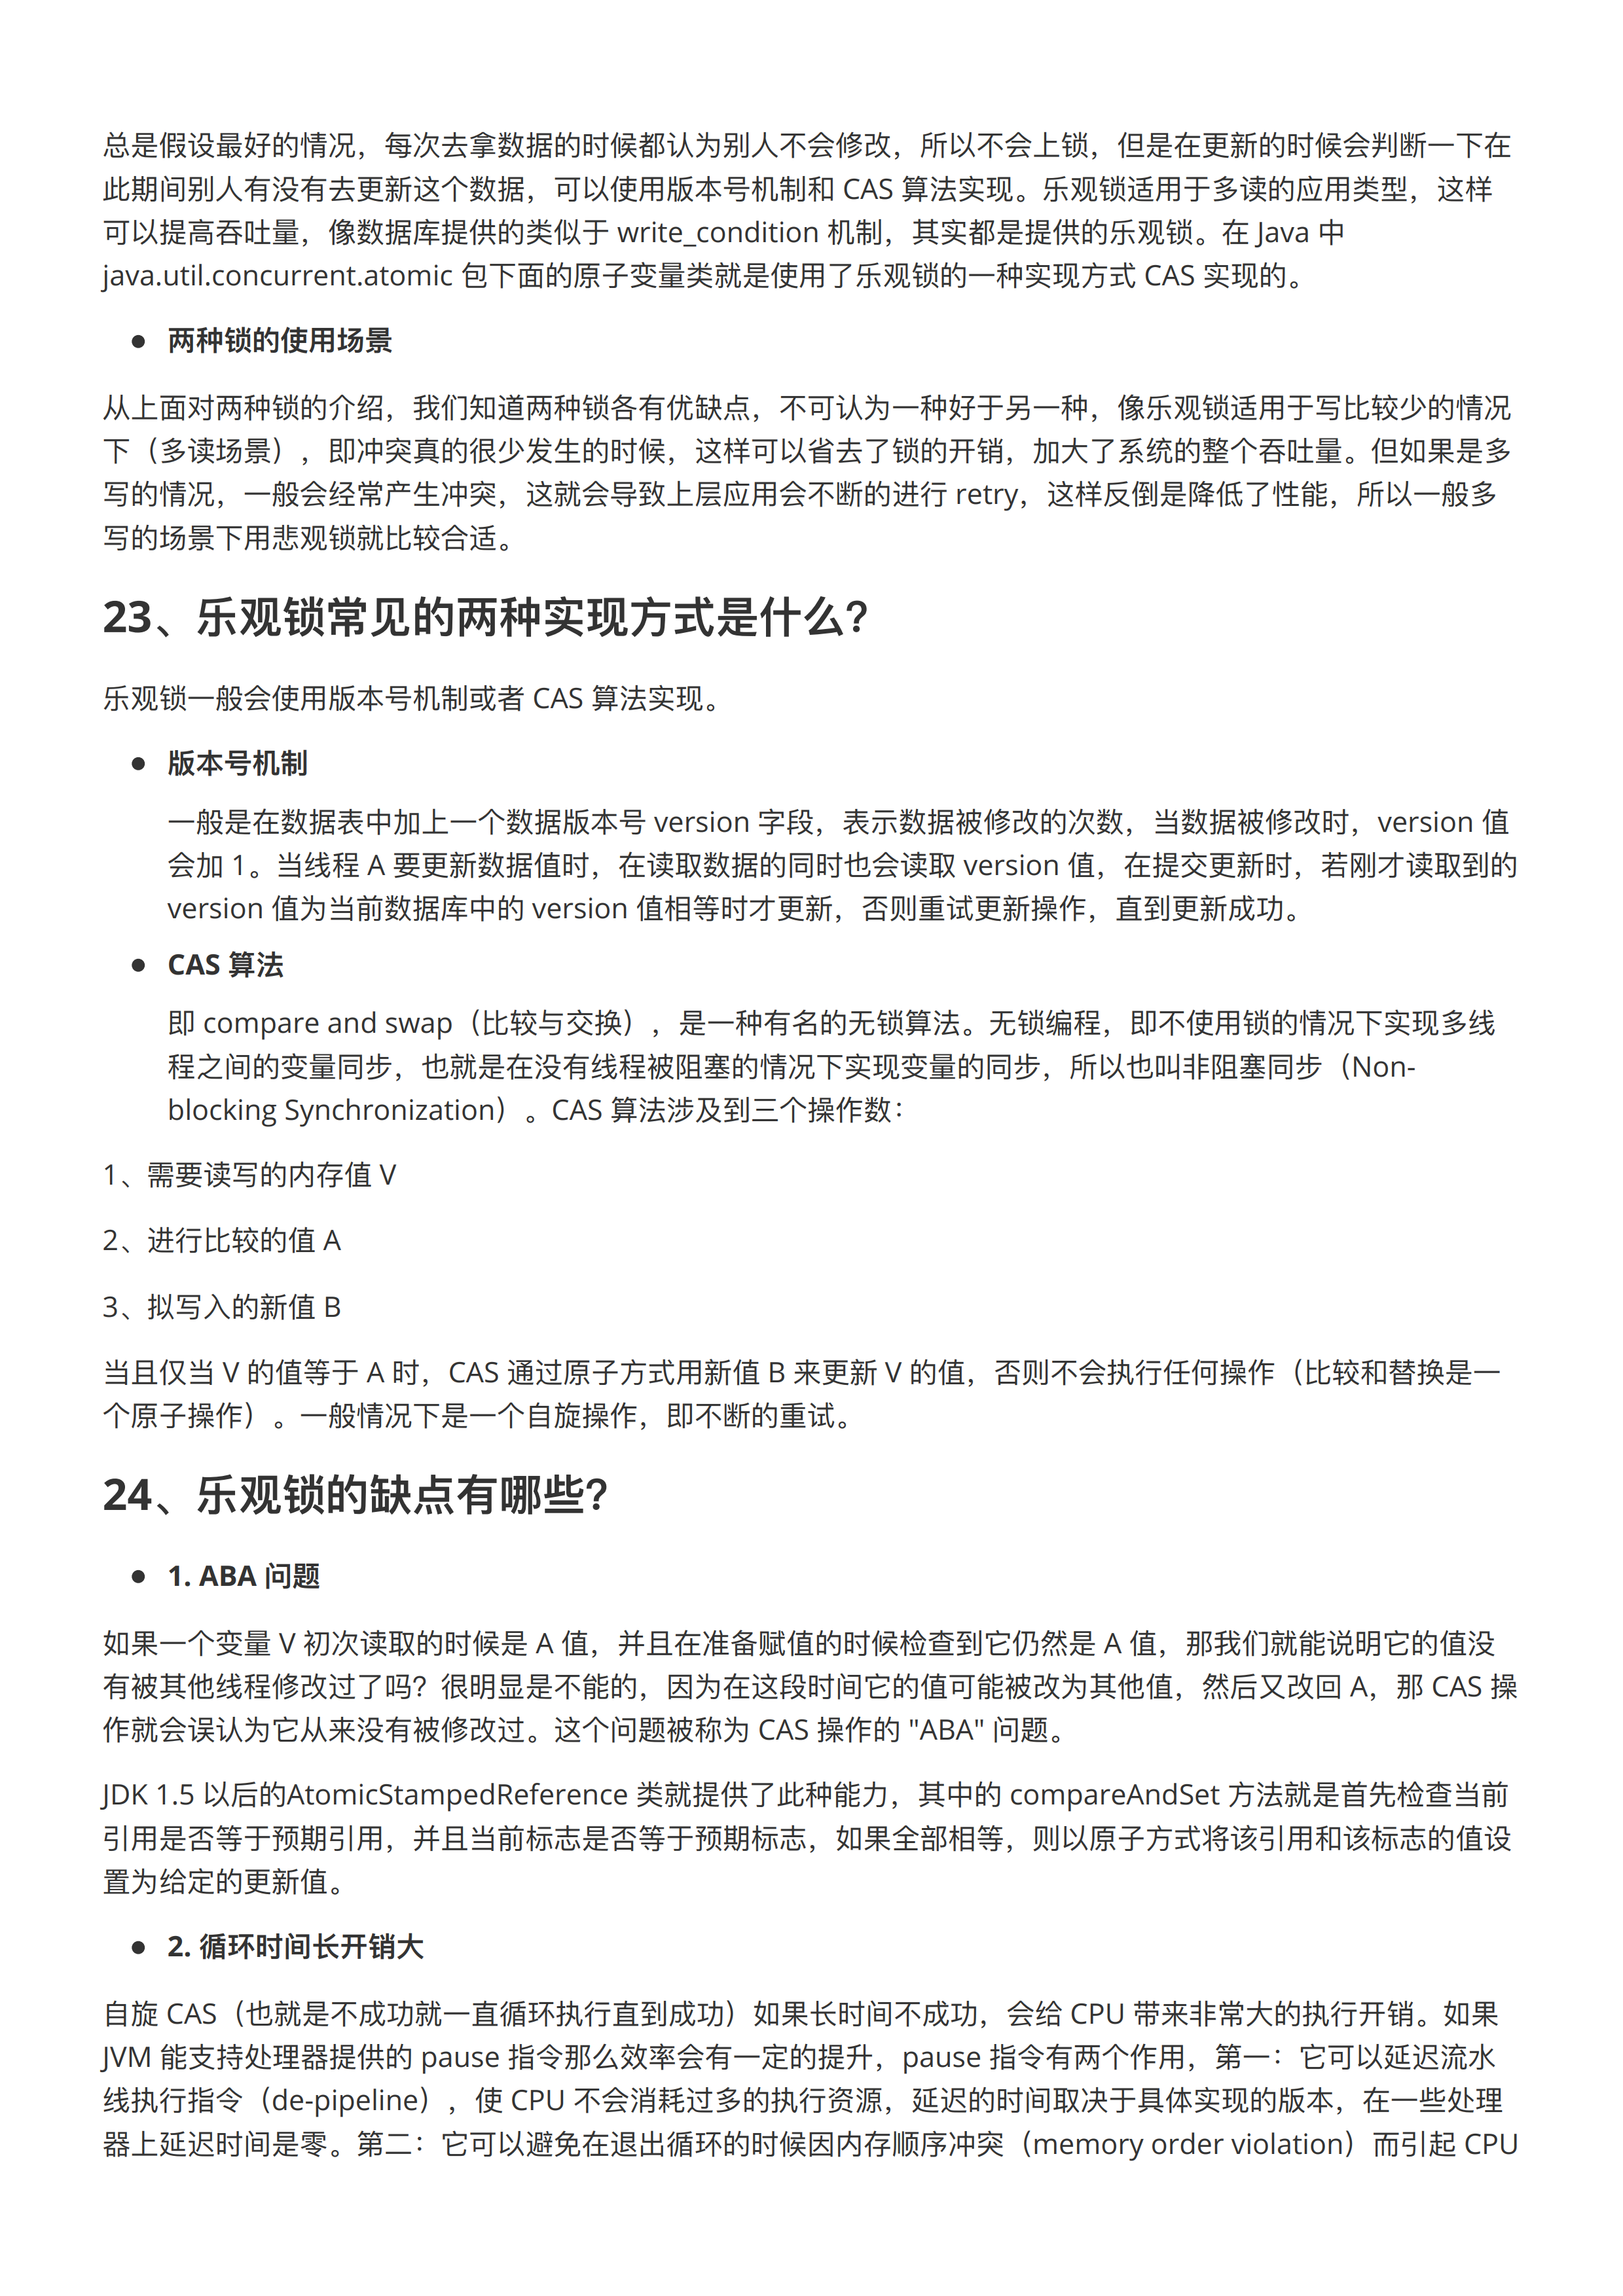 总是假设最好的情况，每次去拿数据的时候都认为别人不会修改，所以不会上锁，但是在更新的时候会判断一下在
此期间别人有没有去更新这个数据，可以使用版本号机制和 CAS 算法实现。乐观锁适用于多读的应用类型，这样
可以提高吞吐量，像数据库提供的类似于 write_condition 机制，其实都是提供的乐观锁。在 Java 中
java.util.concurrent.atomic 包下面的原子变量类就是使用了乐观锁的一种实现方式 CAS 实现的。
● 两种锁的使用场景
从上面对两种锁的介绍，我们知道两种锁各有优缺点，不可认为一种好于另一种，像乐观锁适用于写比较少的情况
下（多读场景），即冲突真的很少发生的时候，这样可以省去了锁的开销，加大了系统的整个吞吐量。但如果是多
写的情况，一般会经常产生冲突，这就会导致上层应用会不断的进行 retry，这样反倒是降低了性能，所以一般多
写的场景下用悲观锁就比较合适。
23、乐观锁常见的两种实现方式是什么？
乐观锁一般会使用版本号机制或者 CAS 算法实现。
● 版本号机制
一般是在数据表中加上一个数据版本号 version 字段，表示数据被修改的次数，当数据被修改时，version 值
会加 1。当线程 A 要更新数据值时，在读取数据的同时也会读取 version 值，在提交更新时，若刚才读取到的
version 值为当前数据库中的 version 值相等时才更新，否则重试更新操作，直到更新成功。
● CAS 算法
即 compare and swap（比较与交换），是一种有名的无锁算法。无锁编程，即不使用锁的情况下实现多线
程之间的变量同步，也就是在没有线程被阻塞的情况下实现变量的同步，所以也叫非阻塞同步（Non-
blocking Synchronization）。CAS 算法涉及到三个操作数：
1、需要读写的内存值 V
2、进行比较的值 A
3、拟写入的新值 B
当且仅当 V 的值等于 A 时，CAS 通过原子方式用新值 B 来更新 V 的值，否则不会执行任何操作（比较和替换是一
个原子操作）。一般情况下是一个自旋操作，即不断的重试。
24、乐观锁的缺点有哪些？
● 1. ABA 问题
如果一个变量 V 初次读取的时候是 A 值，并且在准备赋值的时候检查到它仍然是 A 值，那我们就能说明它的值没
有被其他线程修改过了吗？很明显是不能的，因为在这段时间它的值可能被改为其他值，然后又改回 A，那 CAS 操
作就会误认为它从来没有被修改过。这个问题被称为 CAS 操作的 "ABA" 问题。
JDK 1.5 以后的AtomicStampedReference 类就提供了此种能力，其中的 compareAndSet 方法就是首先检查当前
引用是否等于预期引用，并且当前标志是否等于预期标志，如果全部相等，则以原子方式将该引用和该标志的值设
置为给定的更新值。
● 2. 循环时间长开销大
自旋 CAS（也就是不成功就一直循环执行直到成功）如果长时间不成功，会给 CPU 带来非常大的执行开销。如果
JVM 能支持处理器提供的 pause 指令那么效率会有一定的提升，pause 指令有两个作用，第一：它可以延迟流水
线执行指令（de-pipeline），使 CPU 不会消耗过多的执行资源，延迟的时间取决于具体实现的版本，在一些处理
器上延迟时间是零。第二：它可以避免在退出循环的时候因内存顺序冲突（memory order violation）而引起 CPU